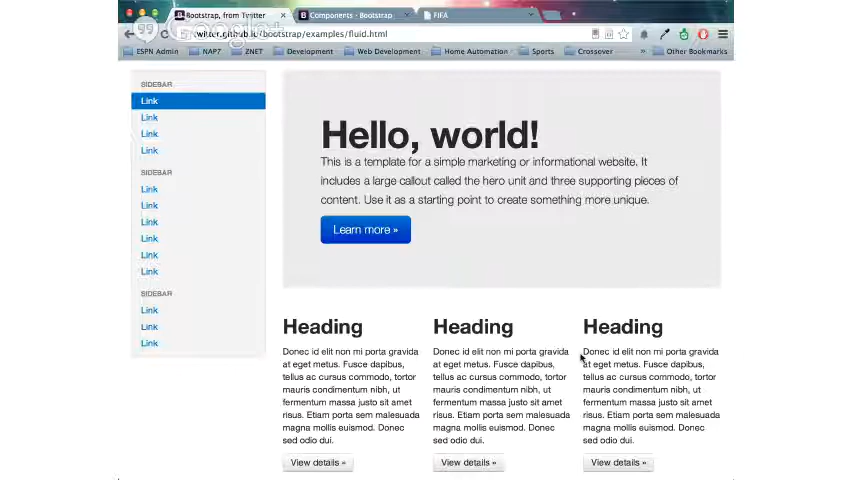 Bootstrap, from Twitter
Components · Bootstrap
FIFA
twitter.github.io/bootstrap/examples/fluid.html
ESPN Admin
NAP7
ZNET
Development
Web Development
Home Automation
Sports
Crossover
»
Other Bookmarks
SIDEBAR
Link
Link
Link
Link
SIDEBAR
Link
Link
Link
Link
Link
Link
SIDEBAR
Link
Link
Link
Hello, world!
This is a template for a simple marketing or informational website. It
includes a large callout called the hero unit and three supporting pieces of
content. Use it as a starting point to create something more unique.
Learn more »
Heading
Donec id elit non mi porta gravida
at eget metus. Fusce dapibus,
tellus ac cursus commodo, tortor
mauris condimentum nibh, ut
fermentum massa justo sit amet
risus. Etiam porta sem malesuada
magna mollis euismod. Donec
sed odio dui.
View details »
Heading
Donec id elit non mi porta gravida
at eget metus. Fusce dapibus,
tellus ac cursus commodo, tortor
mauris condimentum nibh, ut
fermentum massa justo sit amet
risus. Etiam porta sem malesuada
magna mollis euismod. Donec
sed odio dui.
View details »
Heading
Donec id elit non mi porta gravida
at eget metus. Fusce dapibus,
tellus ac cursus commodo, tortor
mauris condimentum nibh, ut
fermentum massa justo sit amet
risus. Etiam porta sem malesuada
magna mollis euismod. Donec
sed odio dui.
View details »